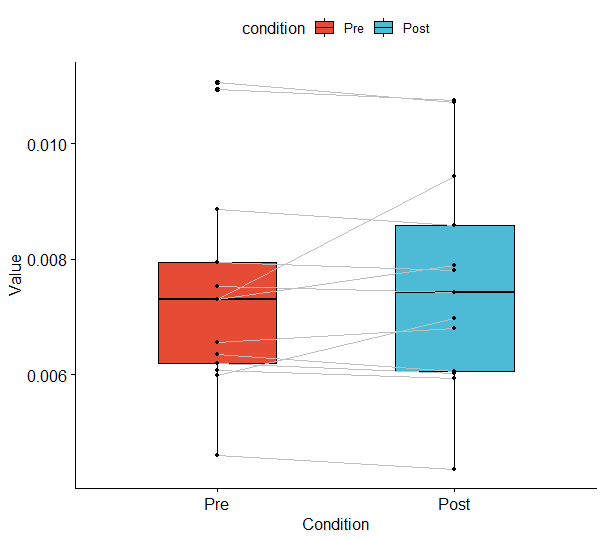 condition Pre Post
0.010
0.008
0.006
Value
Pre Post
Condition